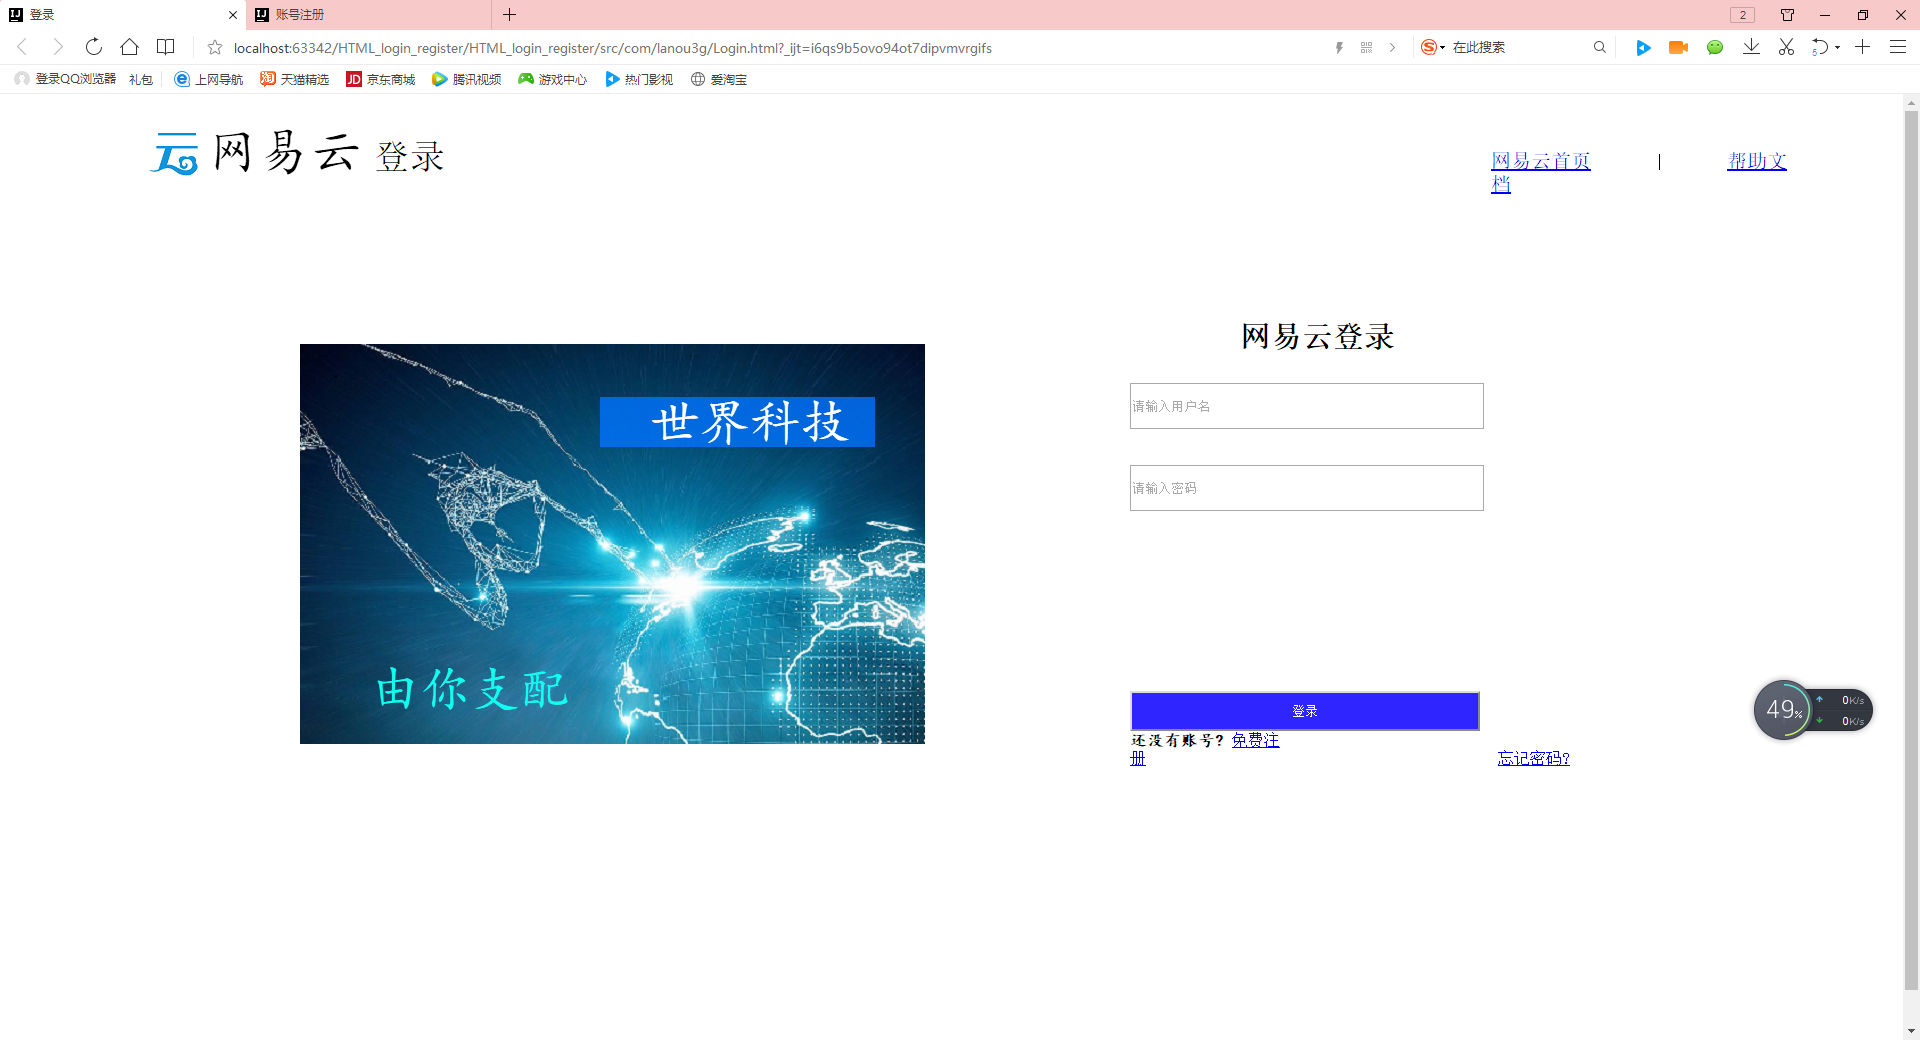 登录
账号注册
2
localhost:63342/HTML_login_register/HTML_login_register/src/com/lanou3g/Login.html?_ijt=i6qs9b5ovo94ot7dipvmvrgifs
在此搜索
5
登录QQ浏览器 礼包 上网导航 淘 天猫精选 JD 京东商城 腾讯视频 游戏中心 热门影视 爱淘宝
云 网易云 登录
网易云首页 | 帮助文
档
网易云登录
世界科技
请输入用户名
请输入密码
由你支配
登录
49% 0K/s
0K/s
还没有账号? 免费注
册 忘记密码?